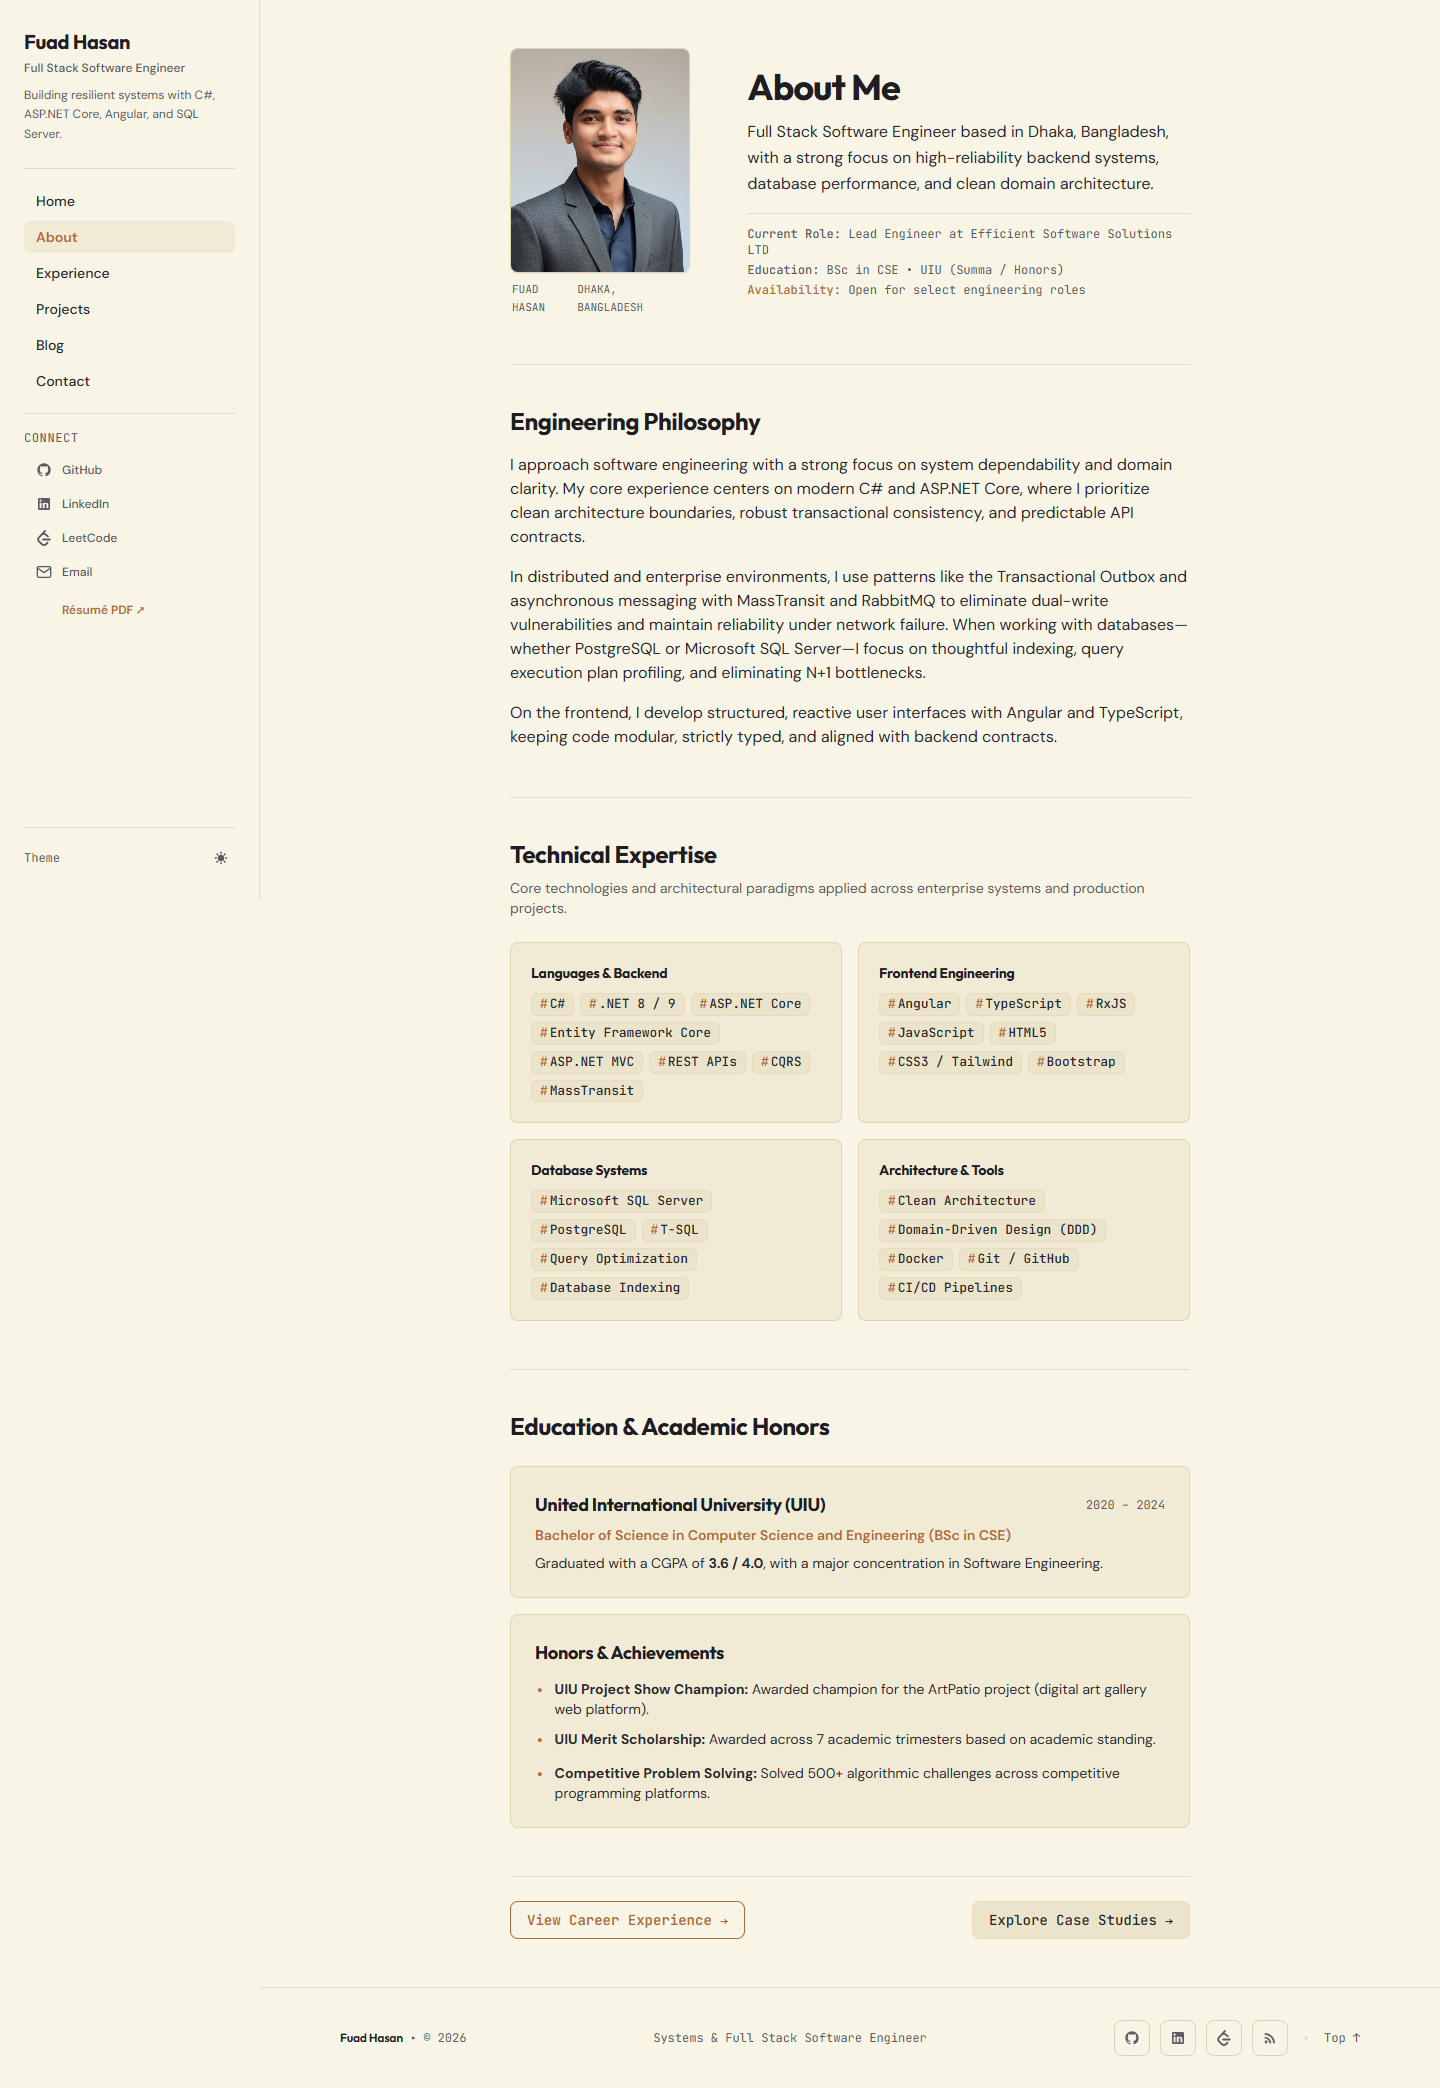 Fuad Hasan
Full Stack Software Engineer
Building resilient systems with C#,
ASP.NET Core, Angular, and SQL
Server.
Home
About
Experience
Projects
Blog
Contact
CONNECT
GitHub
LinkedIn
LeetCode
Email
Résumé PDF ↗
Theme
About Me
Full Stack Software Engineer based in Dhaka, Bangladesh,
with a strong focus on high-reliability backend systems,
database performance, and clean domain architecture.
Current Role: Lead Engineer at Efficient Software Solutions
LTD
Education: BSc in CSE • UIU (Summa / Honors)
Availability: Open for select engineering roles
FUAD
HASAN
DHAKA,
BANGLADESH
Engineering Philosophy
I approach software engineering with a strong focus on system dependability and domain
clarity. My core experience centers on modern C# and ASP.NET Core, where I prioritize
clean architecture boundaries, robust transactional consistency, and predictable API
contracts.
In distributed and enterprise environments, I use patterns like the Transactional Outbox and
asynchronous messaging with MassTransit and RabbitMQ to eliminate dual-write
vulnerabilities and maintain reliability under network failure. When working with databases—
whether PostgreSQL or Microsoft SQL Server—I focus on thoughtful indexing, query
execution plan profiling, and eliminating N+1 bottlenecks.
On the frontend, I develop structured, reactive user interfaces with Angular and TypeScript,
keeping code modular, strictly typed, and aligned with backend contracts.
Technical Expertise
Core technologies and architectural paradigms applied across enterprise systems and production
projects.
Languages & Backend
#C# #.NET 8 / 9 #ASP.NET Core
#Entity Framework Core
#ASP.NET MVC #REST APIs #CQRS
#MassTransit
Frontend Engineering
#Angular #TypeScript #RxJS
#JavaScript #HTML5
#CSS3 / Tailwind #Bootstrap
Database Systems
#Microsoft SQL Server
#PostgreSQL #T-SQL
#Query Optimization
#Database Indexing
Architecture & Tools
#Clean Architecture
#Domain-Driven Design (DDD)
#Docker #Git / GitHub
#CI/CD Pipelines
Education & Academic Honors
United International University (UIU) 2020 – 2024
Bachelor of Science in Computer Science and Engineering (BSc in CSE)
Graduated with a CGPA of 3.6 / 4.0, with a major concentration in Software Engineering.
Honors & Achievements
• UIU Project Show Champion: Awarded champion for the ArtPatio project (digital art gallery
web platform).
• UIU Merit Scholarship: Awarded across 7 academic trimesters based on academic standing.
• Competitive Problem Solving: Solved 500+ algorithmic challenges across competitive
programming platforms.
View Career Experience →
Explore Case Studies →
Fuad Hasan • © 2026
Systems & Full Stack Software Engineer
Top ↑